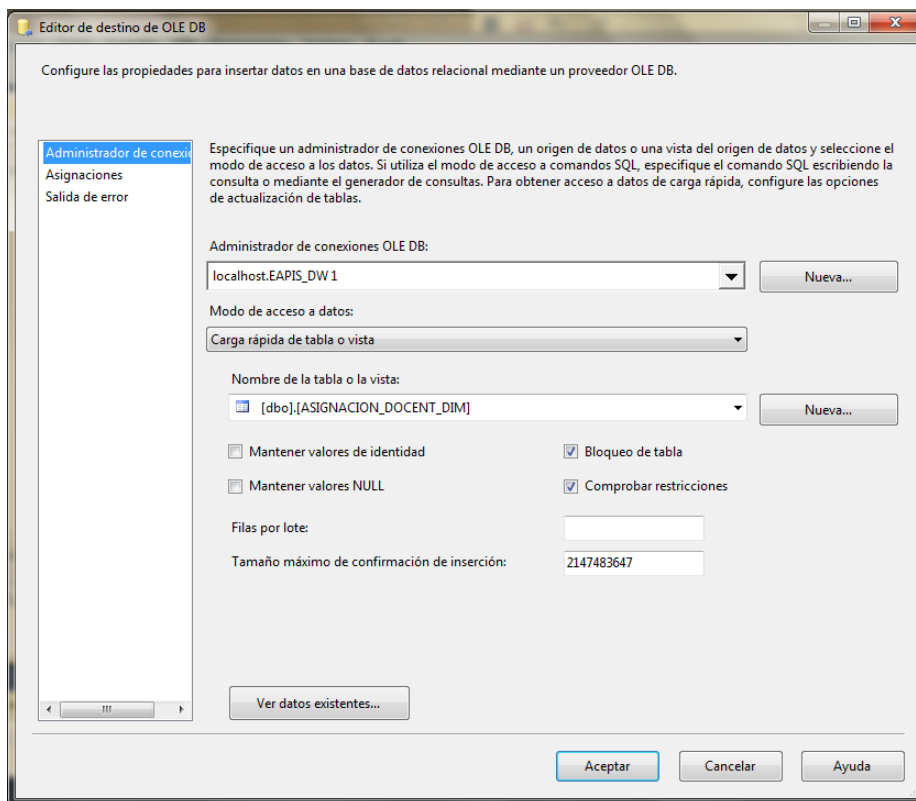 Editor de destino de OLE DB
Configure las propiedades para insertar datos en una base de datos relacional mediante un proveedor OLE DB.
Administrador de conexi
Asignaciones
Salida de error
Especifique un administrador de conexiones OLE DB, un origen de datos o una vista del origen de datos y seleccione el
modo de acceso a los datos. Si utiliza el modo de acceso a comandos SQL, especifique el comando SQL escribiendo la
consulta o mediante el generador de consultas. Para obtener acceso a datos de carga rápida, configure las opciones
de actualización de tablas.
Administrador de conexiones OLE DB:
localhost.EAPIS_DW 1
Nueva...
Modo de acceso a datos:
Carga rápida de tabla o vista
Nombre de la tabla o la vista:
[dbo].[ASIGNACION_DOCENT_DIM]
Nueva...
Mantener valores de identidad
Bloqueo de tabla
Mantener valores NULL
Comprobar restricciones
Filas por lote:
Tamaño máximo de confirmación de inserción:
2147483647
Ver datos existentes...
Aceptar
Cancelar
Ayuda